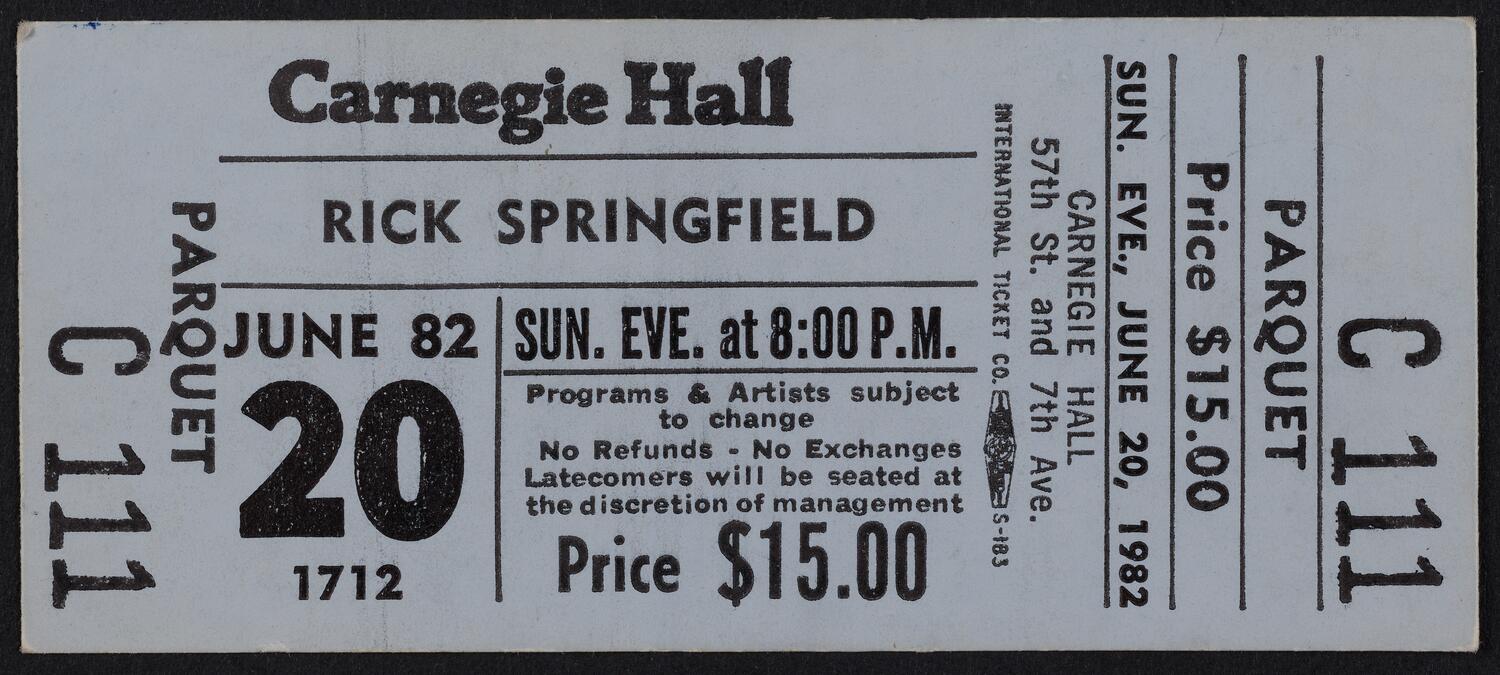 Carnegie Hall
RICK SPRINGFIELD
JUNE 82
20
1712
SUN. EVE. at 8:00 P.M.
Programs & Artists subject
to change
No Refunds - No Exchanges
Latecomers will be seated at
the discretion of management
Price $15.00
PARQUET
C 111
INTERNATIONAL TICKET CO.
S-183
CARNEGIE HALL
57th St. and 7th Ave.
SUN. EVE., JUNE 20, 1982
Price $15.00
PARQUET
C 111